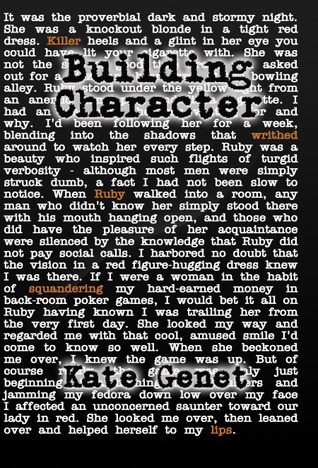 It was the proverbial dark and stormy night.
She was a knockout blonde in a tight red
dress. Killer heels and a glint in her eye you
could have lit your cigarette with. She was
not the asked
out for a bowling
alley. Ruby stood under the yellow from
an tte. I
had an for and
why. I'd been following her for a week,
blending into the shadows that writhed
around to watch her every step. Ruby was a
beauty who inspired such flights of turgid
verbosity - although most men were simply
struck dumb, a fact I had not been slow to
notice. When Ruby walked into a room, any
man who didn't know her simply stood there
with his mouth hanging open, and those who
did have the pleasure of her acquaintance
were silenced by the knowledge that Ruby did
not pay social calls. I harbored no doubt that
the vision in a red figure-hugging dress knew
I was there. If I were a woman in the habit
of squandering my hard-earned money in
back-room poker games, I would bet it all on
Ruby having known I was trailing her from
the very first day. She looked my way and
regarded me with that cool, amused smile I'd
come to know so well. When she beckoned
me over, I knew the game was up. But of
course the only just
beginning ers and
jamming my fedora down low over my face
I affected an unconcerned saunter toward our
lady in red. She looked me over, then leaned
over and helped herself to my lips.
Building
Character
Kate Genet